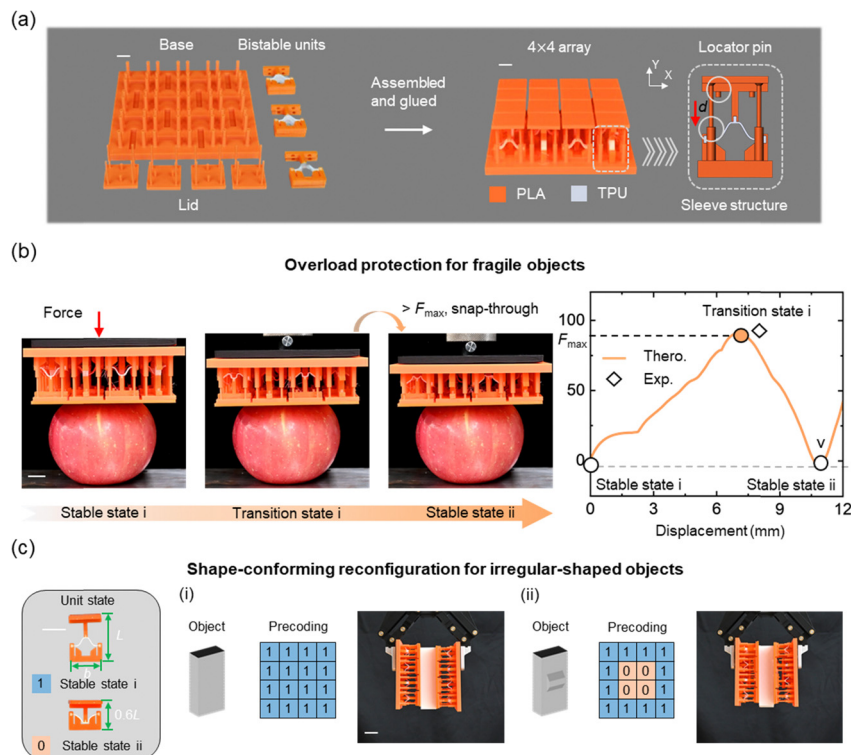 (a)
Base
Bistable units
Lid
Assembled
and glued
4×4 array
Y
X
Locator pin
d
PLA
TPU
Sleeve structure
(b)
Overload protection for fragile objects
Force
> Fmax, snap-through
Stable state i
Transition state i
Stable state ii
100
Fmax
50
0
Transition state i
Thero.
Exp.
v
Stable state i
Stable state ii
0
3
6
9
12
Displacement (mm)
(c)
Shape-conforming reconfiguration for irregular-shaped objects
Unit state
L
b
1 Stable state i
0.6L
0 Stable state ii
(i)
Object
Precoding
1 1 1 1
1 1 1 1
1 1 1 1
1 1 1 1
(ii)
Object
Precoding
1 1 1 1
1 0 0 1
1 0 0 1
1 1 1 1